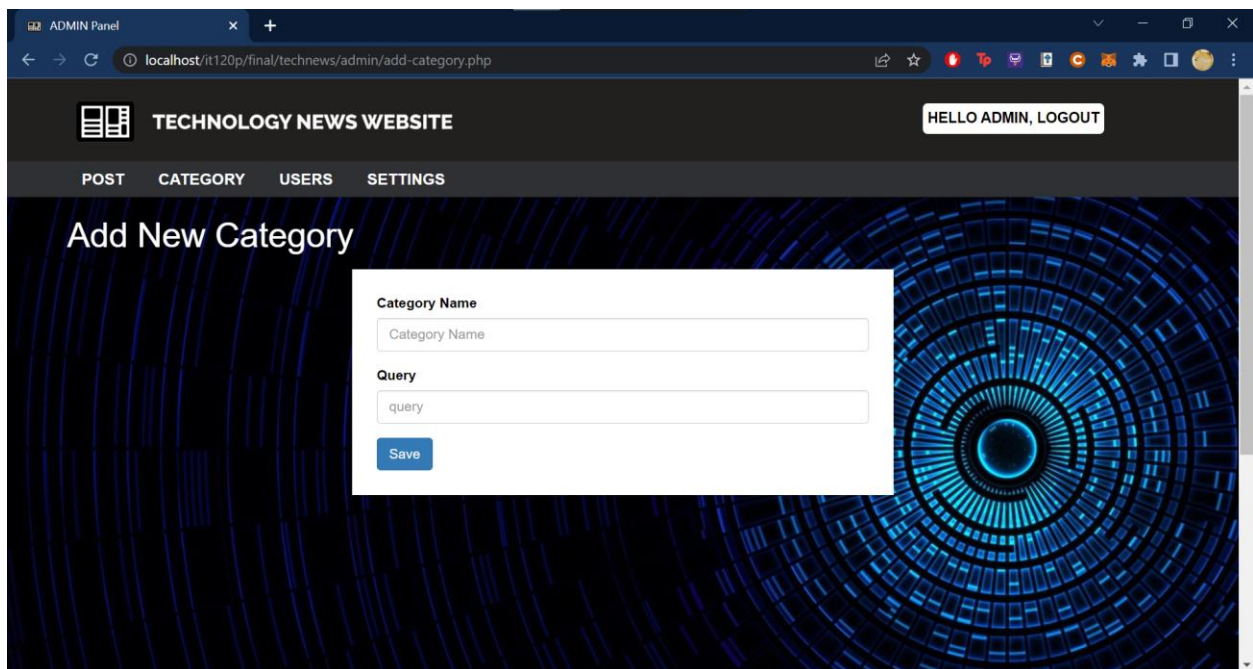 ADMIN Panel
localhost/it120p/final/technews/admin/add-category.php
Tp
C
TECHNOLOGY NEWS WEBSITE
HELLO ADMIN, LOGOUT
POST CATEGORY USERS SETTINGS
Add New Category
Category Name
Category Name
Query
query
Save